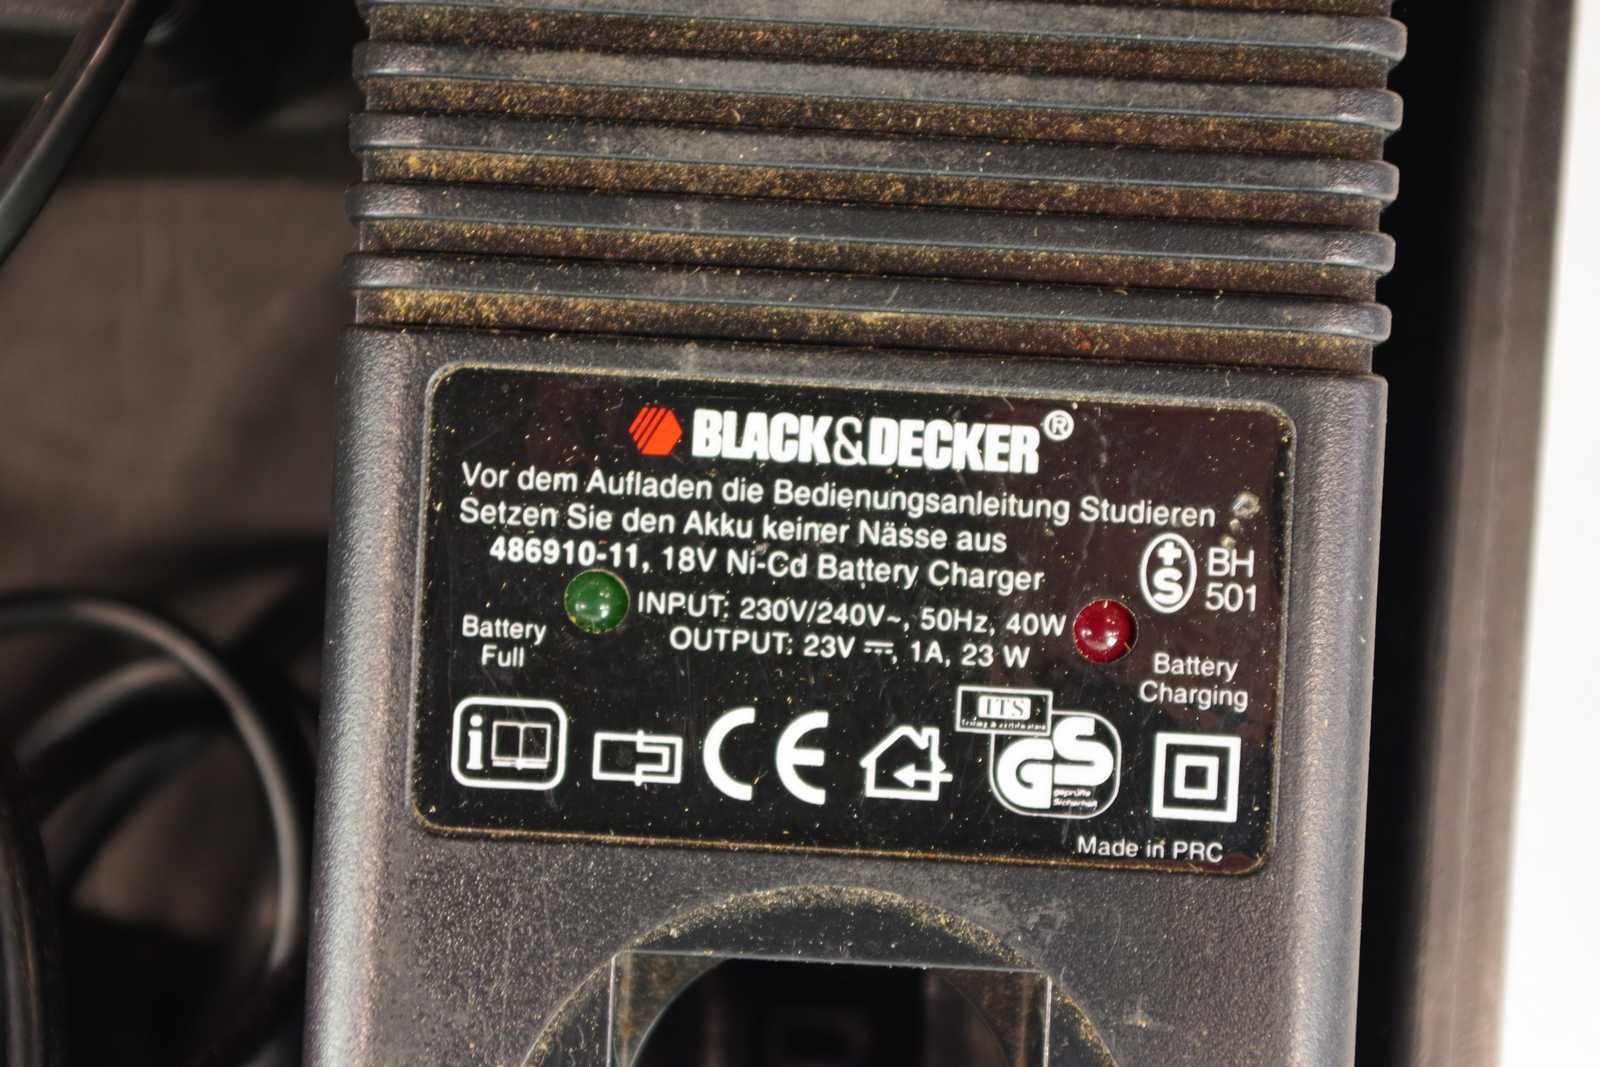 BLACK&DECKER®
Vor dem Aufladen die Bedienungsanleitung Studieren
Setzen Sie den Akku keiner Nässe aus
486910-11, 18V Ni-Cd Battery Charger
INPUT: 230V/240V~, 50Hz, 40W
OUTPUT: 23V ⎓, 1A, 23 W
Battery
Full
+S
BH
501
Battery
Charging
i
CE
ITS
GS
geprüfte
Sicherheit
Made in PRC